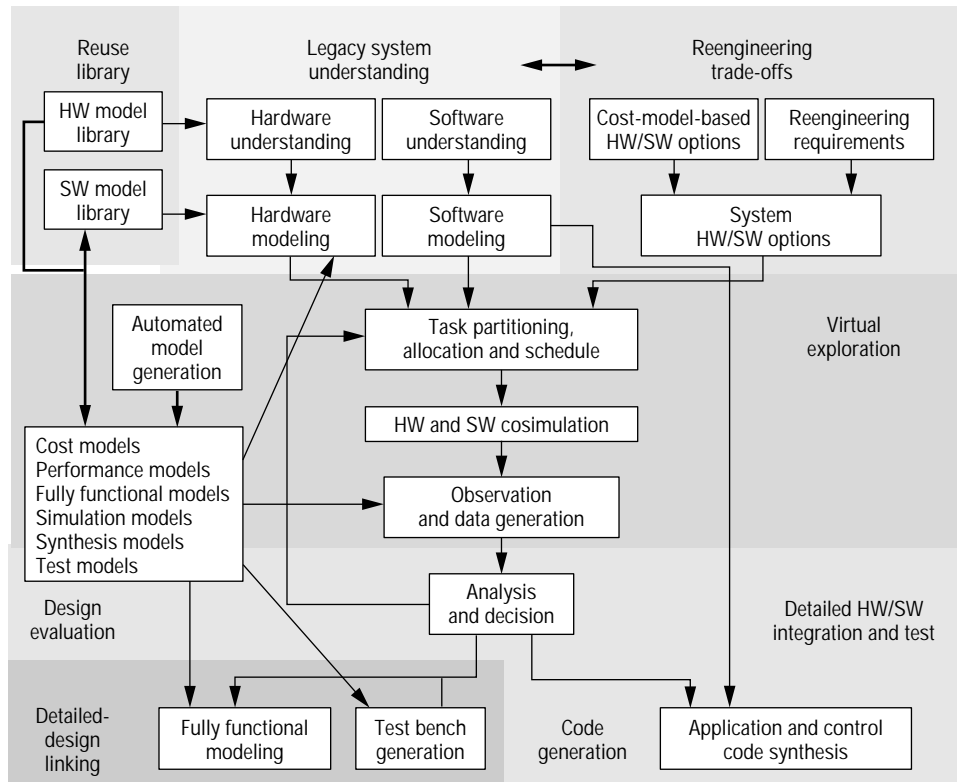 Reuse
library
Legacy system
understanding
Reengineering
trade-offs
HW model
library
Hardware
understanding
Software
understanding
Cost-model-based
HW/SW options
Reengineering
requirements
SW model
library
Hardware
modeling
Software
modeling
System
HW/SW options
Automated
model
generation
Task partitioning,
allocation and schedule
Virtual
exploration
HW and SW cosimulation
Cost models
Performance models
Fully functional models
Simulation models
Synthesis models
Test models
Observation
and data generation
Analysis
and decision
Design
evaluation
Detailed HW/SW
integration and test
Detailed-
design
linking
Fully functional
modeling
Test bench
generation
Code
generation
Application and control
code synthesis